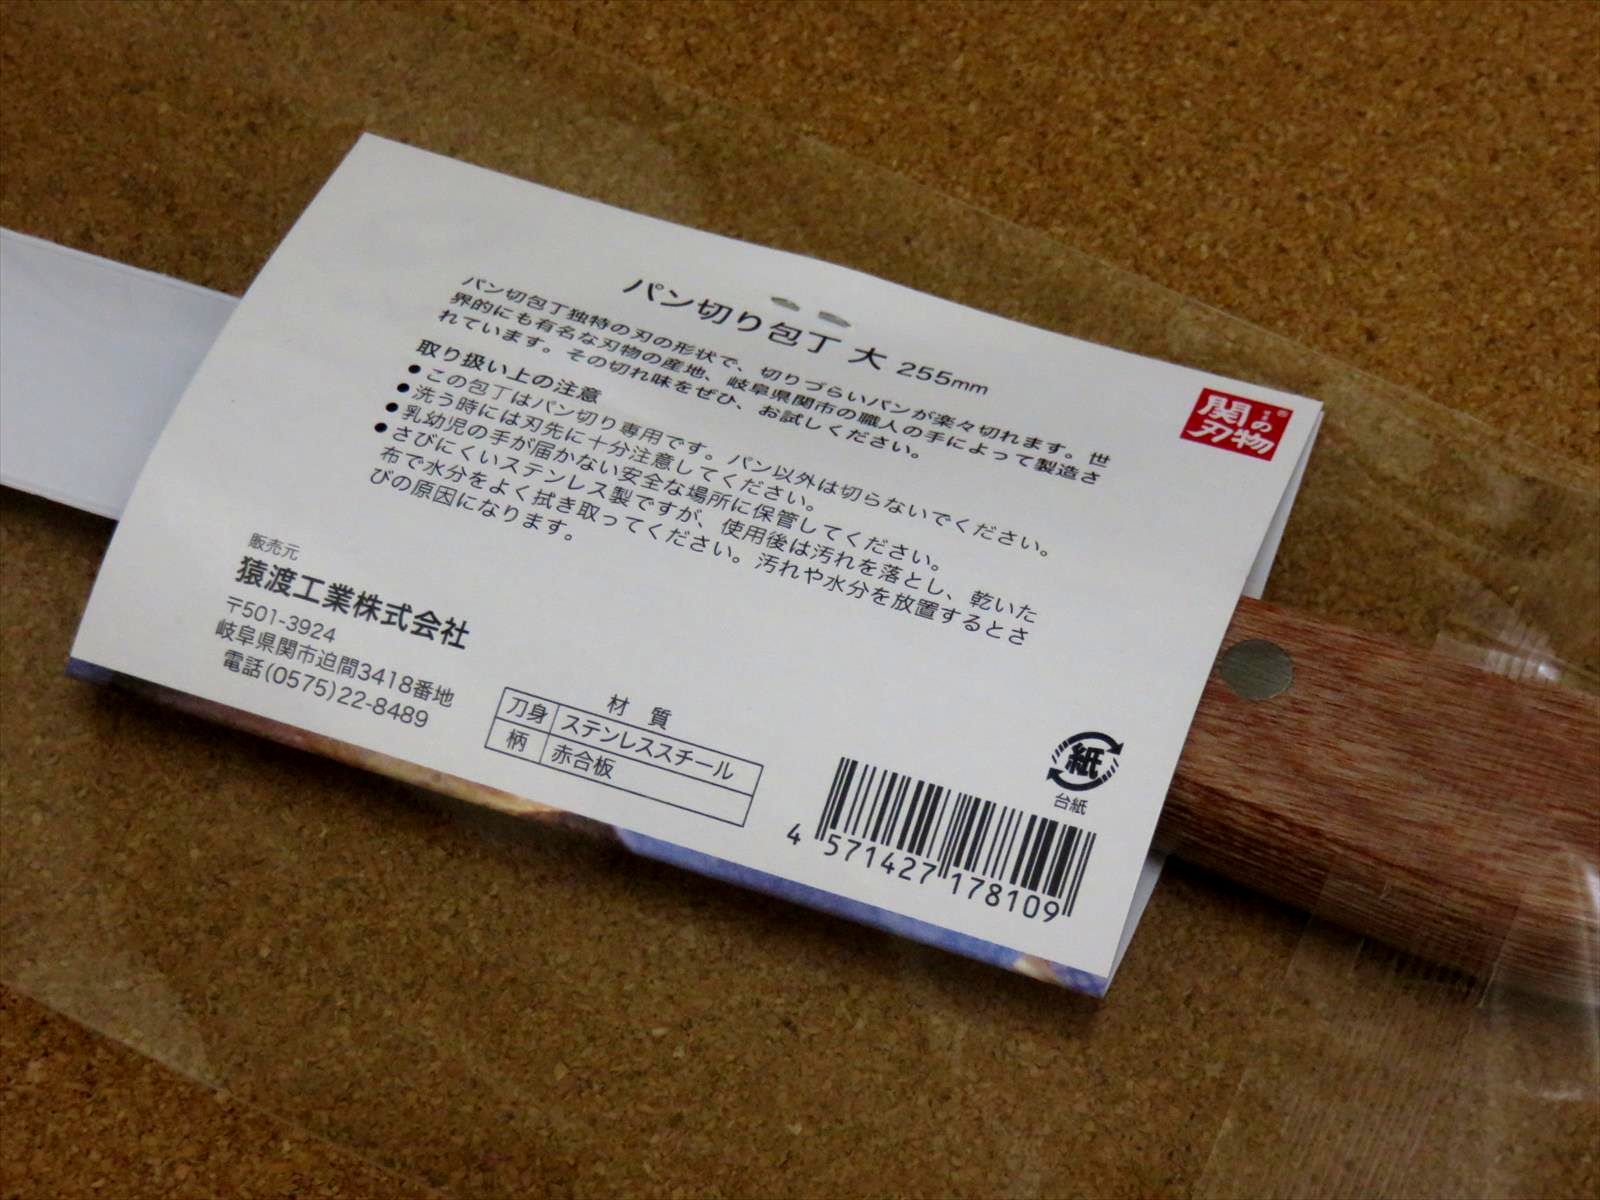 パン切り包丁 大 255mm
パン切包丁独特の刃の形状で、切りづらいパンが楽々切れます。世
界的にも有名な刃物の産地、岐阜県関市の職人の手によって製造さ
れています。その切れ味をぜひ、お試しください。
取り扱い上の注意
●この包丁はパン切り専用です。パン以外は切らないでください。
●洗う時には刃先に十分注意してください。
●乳幼児の手が届かない安全な場所に保管してください。
●さびにくいステンレス製ですが、使用後は汚れを落とし、乾いた
布で水分をよく拭き取ってください。汚れや水分を放置するとさ
びの原因になります。
関の刃物®
販売元
猿渡工業株式会社
〒501-3924
岐阜県関市迫間3418番地
電話(0575)22-8489
材 質
刀身 ステンレススチール
柄 赤合板
紙
台紙
4 571427 178109